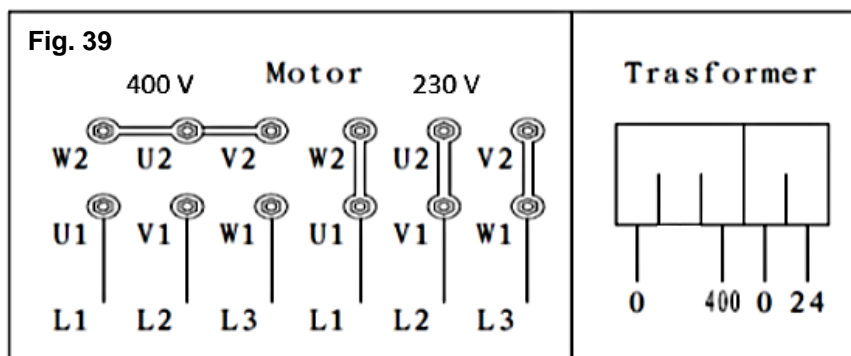 Fig. 39
400 V Motor 230 V
W2 U2 V2 W2 U2 V2
U1 V1 W1 U1 V1 W1
L1 L2 L3 L1 L2 L3
Trasformer
0 400 0 24